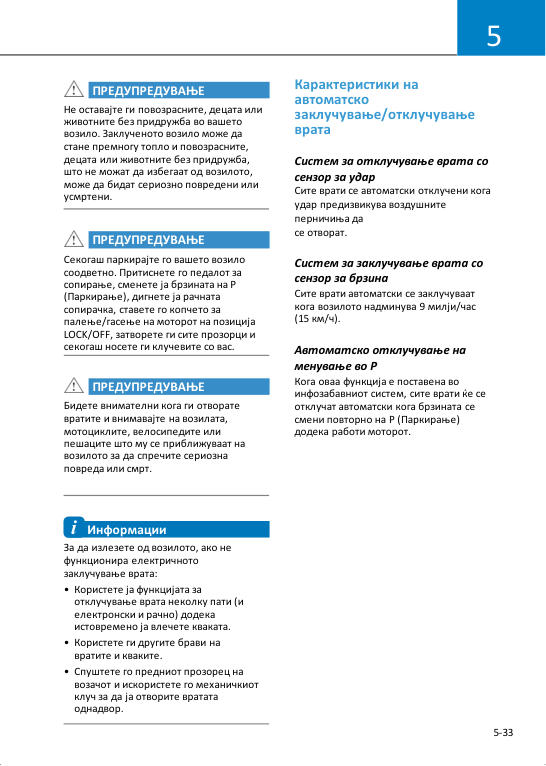 5
ПРЕДУПРЕДУВАЊЕ
Не оставајте ги повозрасните, децата или
животните без придружба во вашето
возило. Заклученото возило може да
стане премногу топло и повозрасните,
децата или животните без придружба,
што не можат да избегаат од возилото,
може да бидат сериозно повредени или
усмртени.
ПРЕДУПРЕДУВАЊЕ
Секогаш паркирајте го вашето возило
соодветно. Притиснете го педалот за
сопирање, сменете ја брзината на P
(Паркирање), дигнете ја рачната
сопирачка, ставете го копчето за
палење/гасење на моторот на позиција
LOCK/OFF, затворете ги сите прозорци и
секогаш носете ги клучевите со вас.
ПРЕДУПРЕДУВАЊЕ
Бидете внимателни кога ги отворате
вратите и внимавајте на возилата,
мотоциклите, велосипедите или
пешаците што му се приближуваат на
возилото за да спречите сериозна
повреда или смрт.
i Информации
За да излезете од возилото, ако не
функционира електричното
заклучување врата:
• Користете ја функцијата за
отклучување врата неколку пати (и
електронски и рачно) додека
истовремено ја влечете кваката.
• Користете ги другите брави на
вратите и кваките.
• Спуштете го предниот прозорец на
возачот и искористете го механичкиот
клуч за да ја отворите вратата
однадвор.
Карактеристики на
автоматско
заклучување/отклучување
врата
Систем за отклучување врата со
сензор за удар
Сите врати се автоматски отклучени кога
удар предизвикува воздушните
перничиња да
се отворат.
Систем за заклучување врата со
сензор за брзина
Сите врати автоматски се заклучуваат
кога возилото надминува 9 милји/час
(15 км/ч).
Автоматско отклучување на
менување во P
Кога оваа функција е поставена во
инфозабавниот систем, сите врати ќе се
отклучат автоматски кога брзината се
смени повторно на P (Паркирање)
додека работи моторот.
5-33